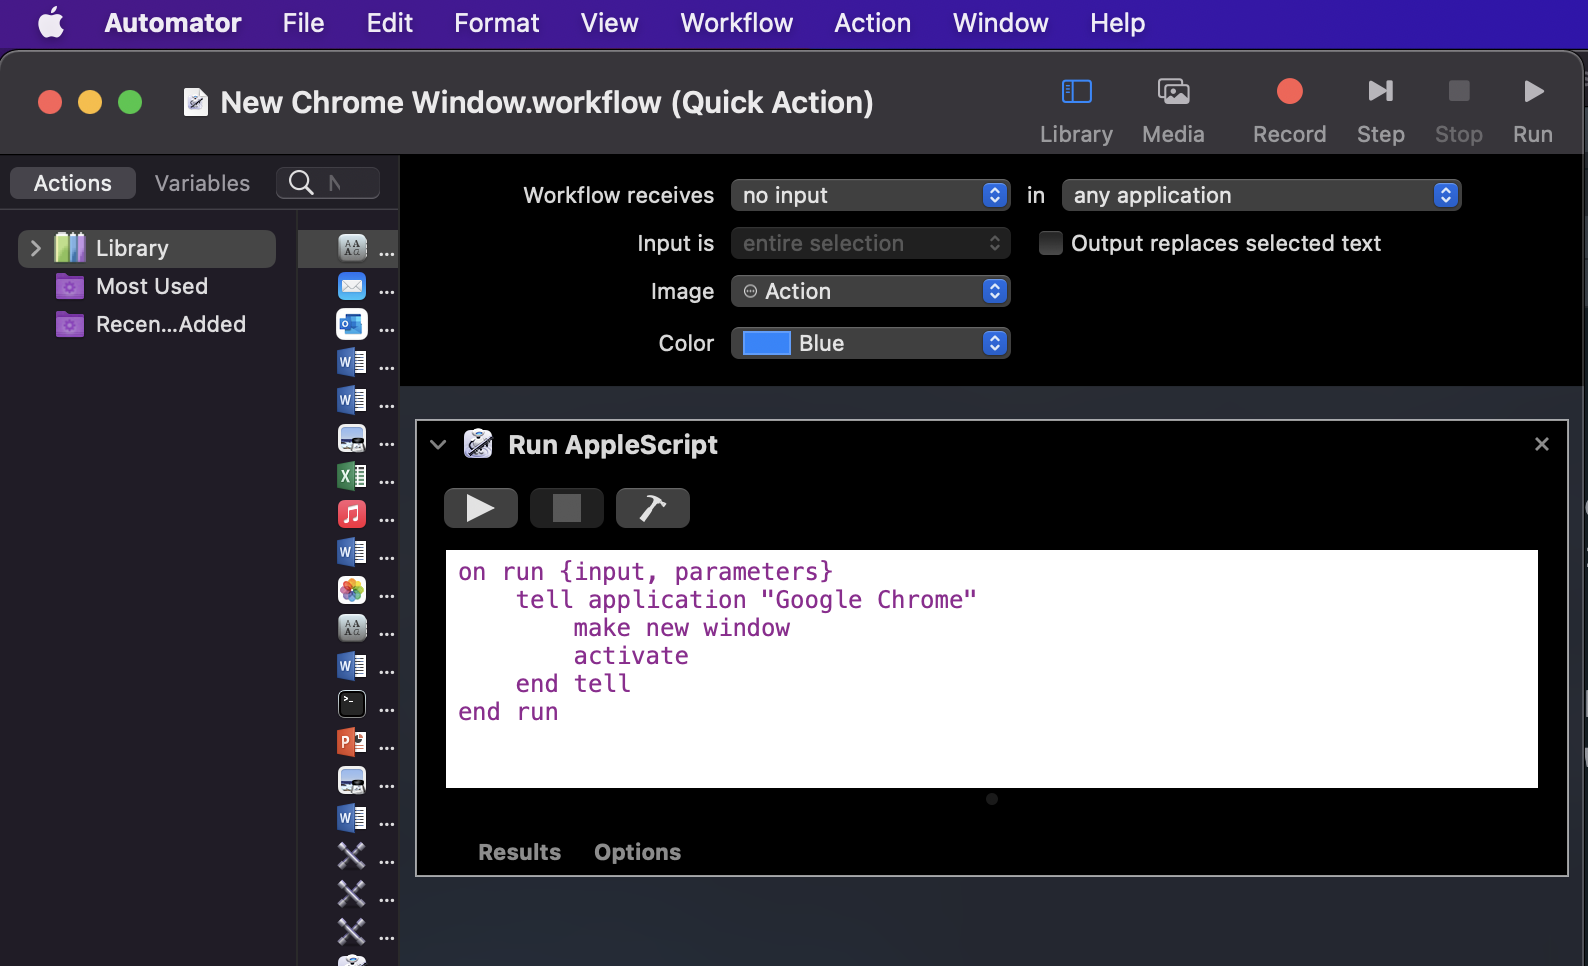 Automator File Edit Format View Workflow Action Window Help
New Chrome Window.workflow (Quick Action)
Library Media Record Step Stop Run
Actions Variables N
Library
Most Used
Recen...Added
Workflow receives no input in any application
Input is entire selection Output replaces selected text
Image Action
Color Blue
Run AppleScript
on run {input, parameters}
tell application "Google Chrome"
make new window
activate
end tell
end run
Results Options